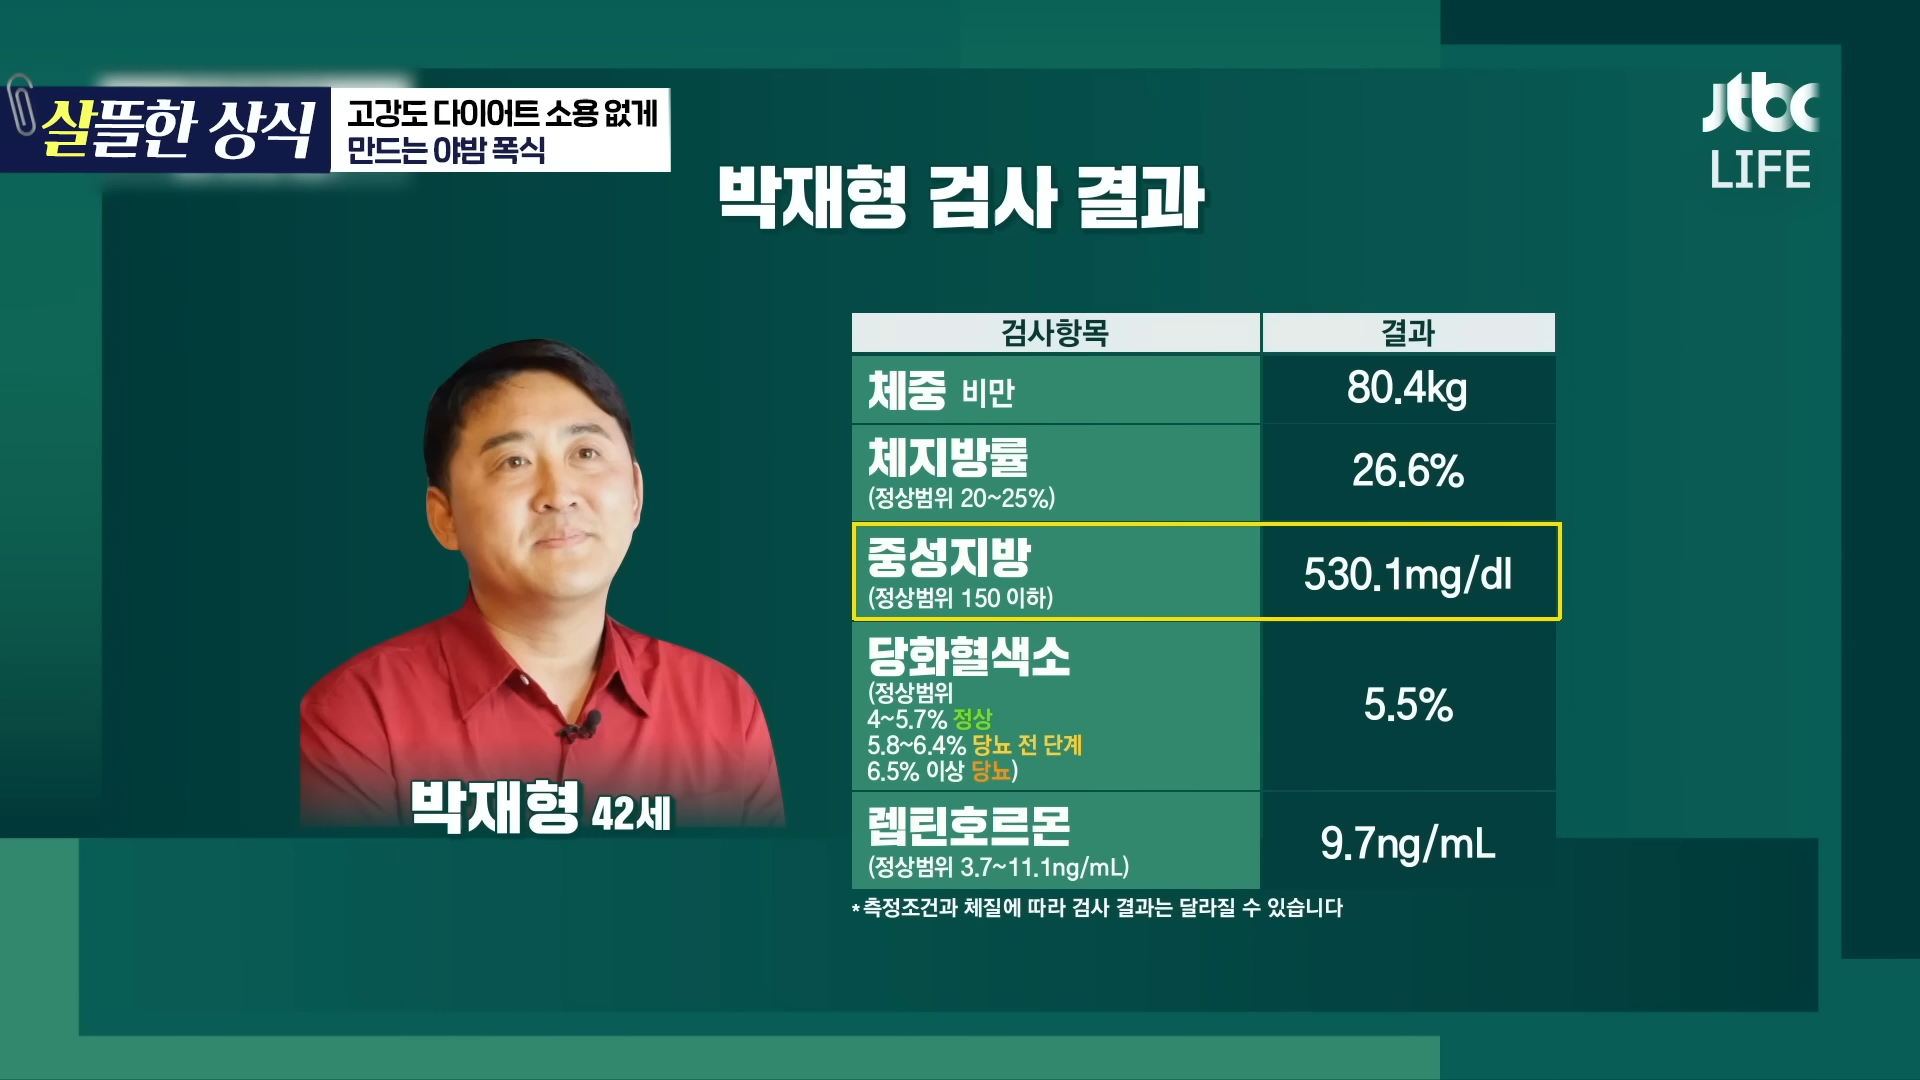 살뜰한 상식
고강도 다이어트 소용 없게
만드는 야밤 폭식
jtbc
LIFE
박재형 검사 결과
검사항목 결과
체중 비만 80.4kg
체지방률
(정상범위 20~25%)
26.6%
중성지방
(정상범위 150 이하)
530.1mg/dl
당화혈색소
(정상범위
4~5.7% 정상
5.8~6.4% 당뇨 전 단계
6.5% 이상 당뇨)
5.5%
렙틴호르몬
(정상범위 3.7~11.1ng/mL)
9.7ng/mL
박재형 42세
*측정조건과 체질에 따라 검사 결과는 달라질 수 있습니다